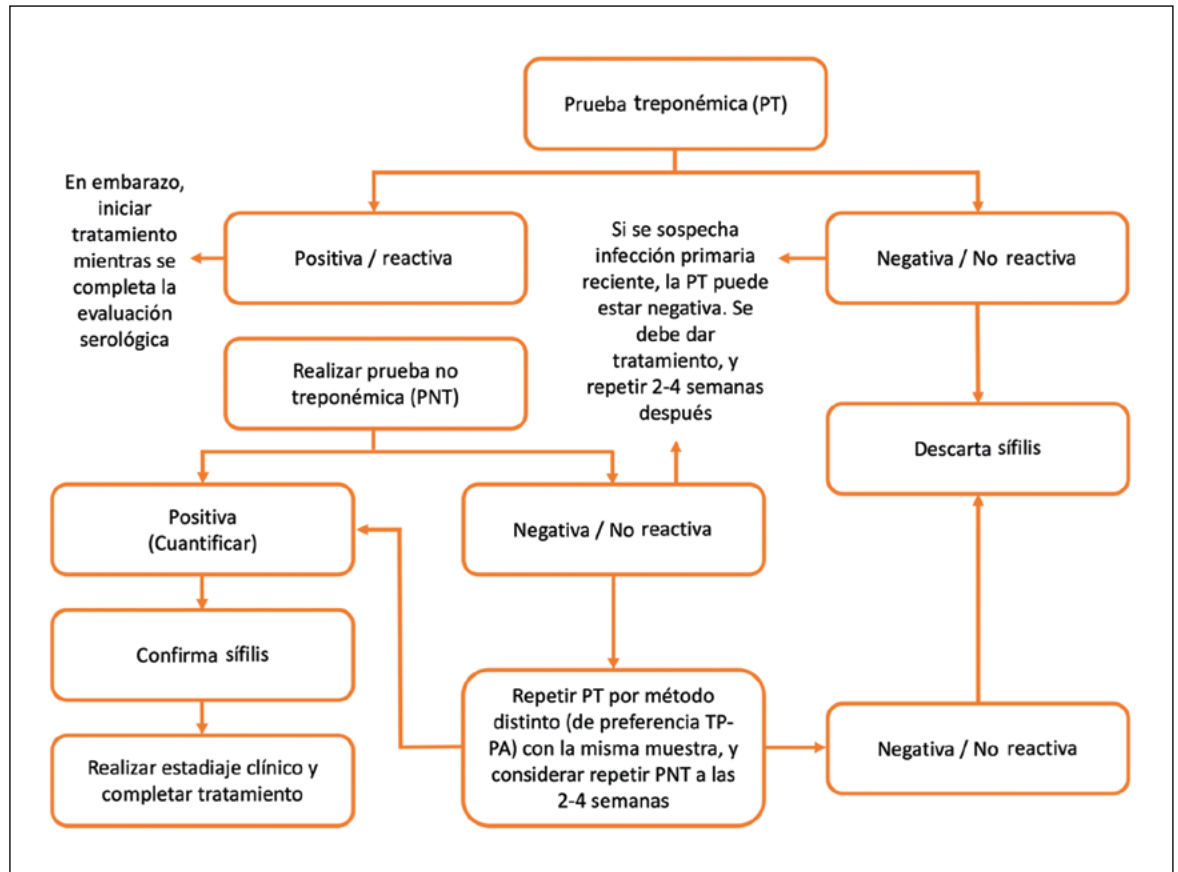 Prueba treponémica (PT)
En embarazo,
iniciar
tratamiento
mientras se
completa la
evaluación
serológica
Positiva / reactiva
Si se sospecha
infección primaria
reciente, la PT puede
estar negativa. Se
debe dar
tratamiento, y
repetir 2-4 semanas
después
Negativa / No reactiva
Realizar prueba no
treponémica (PNT)
Descarta sífilis
Positiva
(Cuantificar)
Negativa / No reactiva
Confirma sífilis
Repetir PT por método
distinto (de preferencia TP-
PA) con la misma muestra, y
considerar repetir PNT a las
2-4 semanas
Negativa / No reactiva
Realizar estadiaje clínico y
completar tratamiento